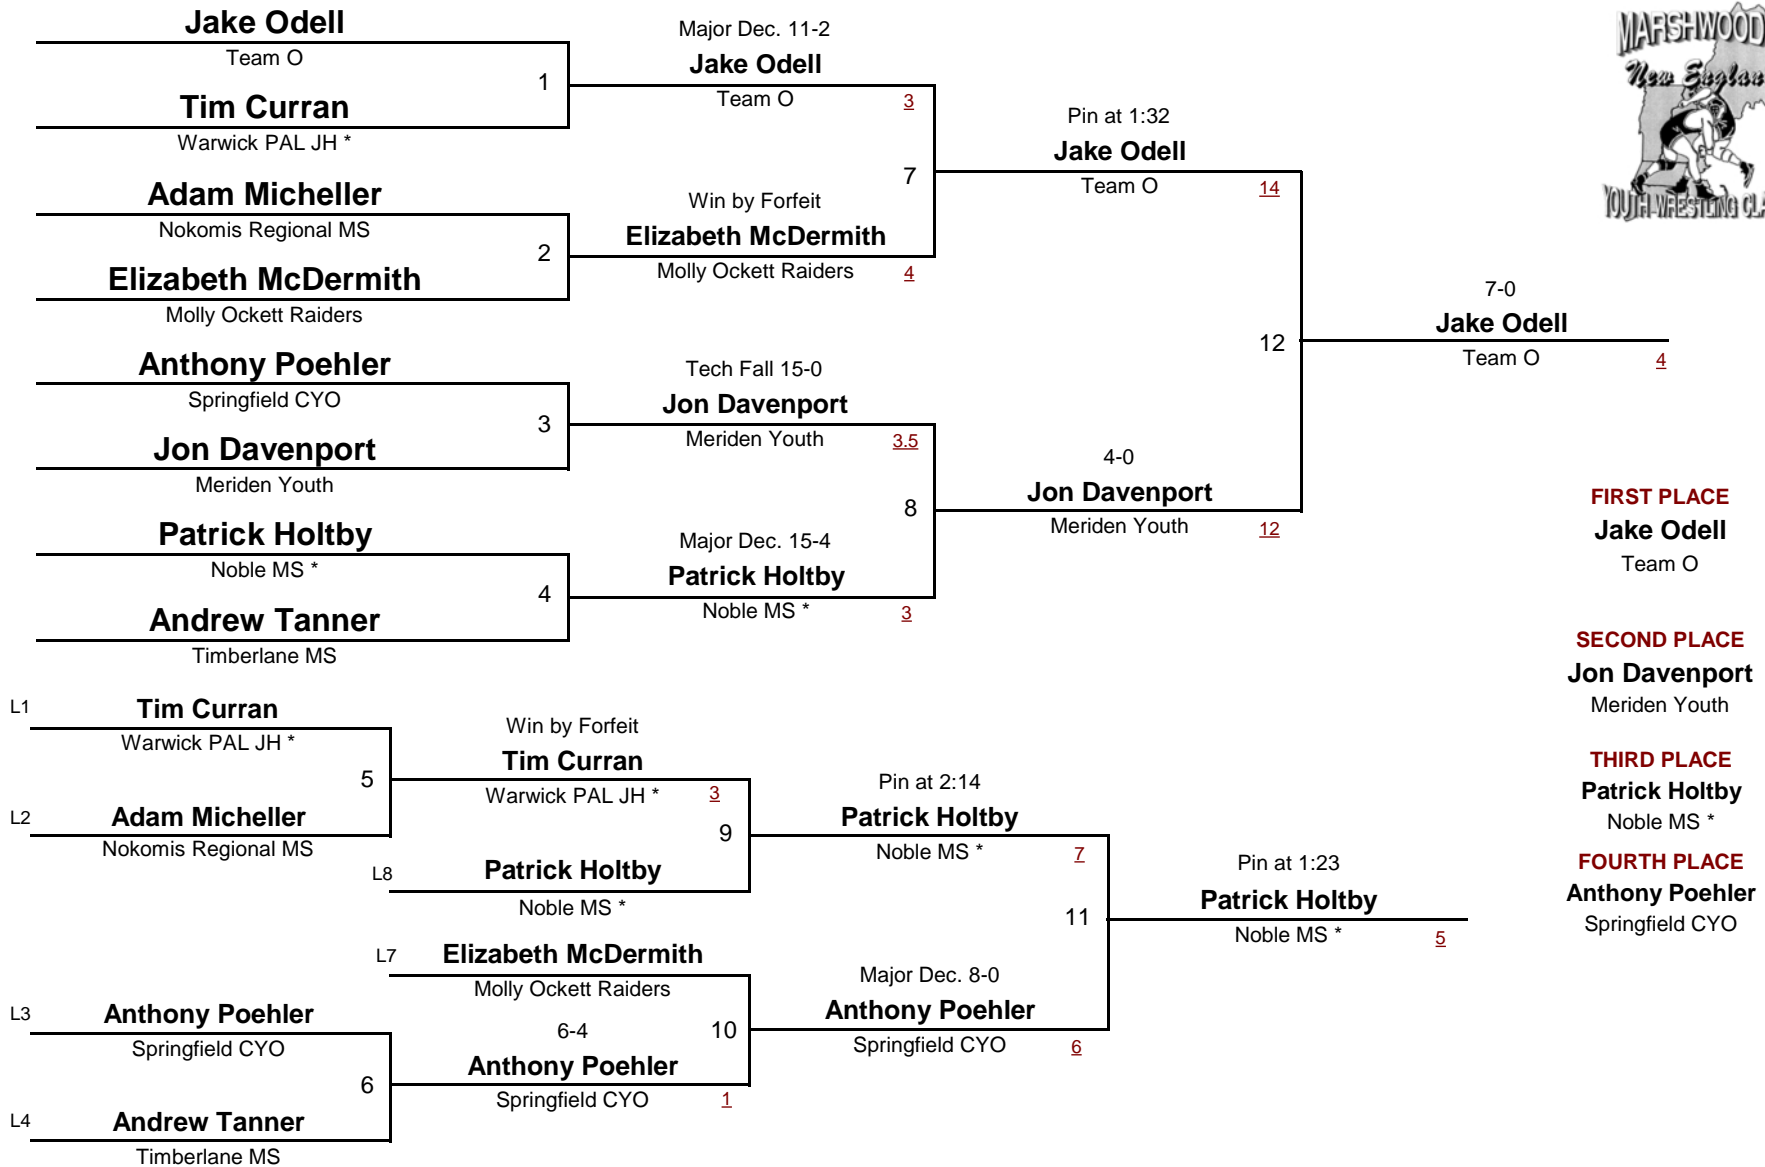 Jake Odell
Team O
1
Tim Curran
Warwick PAL JH *
Adam Micheller
Nokomis Regional MS
2
Elizabeth McDermith
Molly Ockett Raiders
Anthony Poehler
Springfield CYO
3
Jon Davenport
Meriden Youth
Patrick Holtby
Noble MS *
4
Andrew Tanner
Timberlane MS
Major Dec. 11-2
Jake Odell
Team O 3
7
Win by Forfeit
Elizabeth McDermith
Molly Ockett Raiders 4
Tech Fall 15-0
Jon Davenport
Meriden Youth 3.5
8
Major Dec. 15-4
Patrick Holtby
Noble MS * 3
Pin at 1:32
Jake Odell
Team O 14
12
4-0
Jon Davenport
Meriden Youth 12
7-0
Jake Odell
Team O 4
MARSHWOOD
New Englan
YOUTH WRESTLING CLA
FIRST PLACE
Jake Odell
Team O
SECOND PLACE
Jon Davenport
Meriden Youth
THIRD PLACE
Patrick Holtby
Noble MS *
FOURTH PLACE
Anthony Poehler
Springfield CYO
L1 Tim Curran
Warwick PAL JH *
5
L2 Adam Micheller
Nokomis Regional MS
Win by Forfeit
Tim Curran
Warwick PAL JH * 3
9
L8 Patrick Holtby
Noble MS *
L7 Elizabeth McDermith
Molly Ockett Raiders
L3 Anthony Poehler
Springfield CYO
6
L4 Andrew Tanner
Timberlane MS
6-4
10
Anthony Poehler
Springfield CYO 1
Pin at 2:14
Patrick Holtby
Noble MS * 7
11
Major Dec. 8-0
Anthony Poehler
Springfield CYO 6
Pin at 1:23
Patrick Holtby
Noble MS * 5